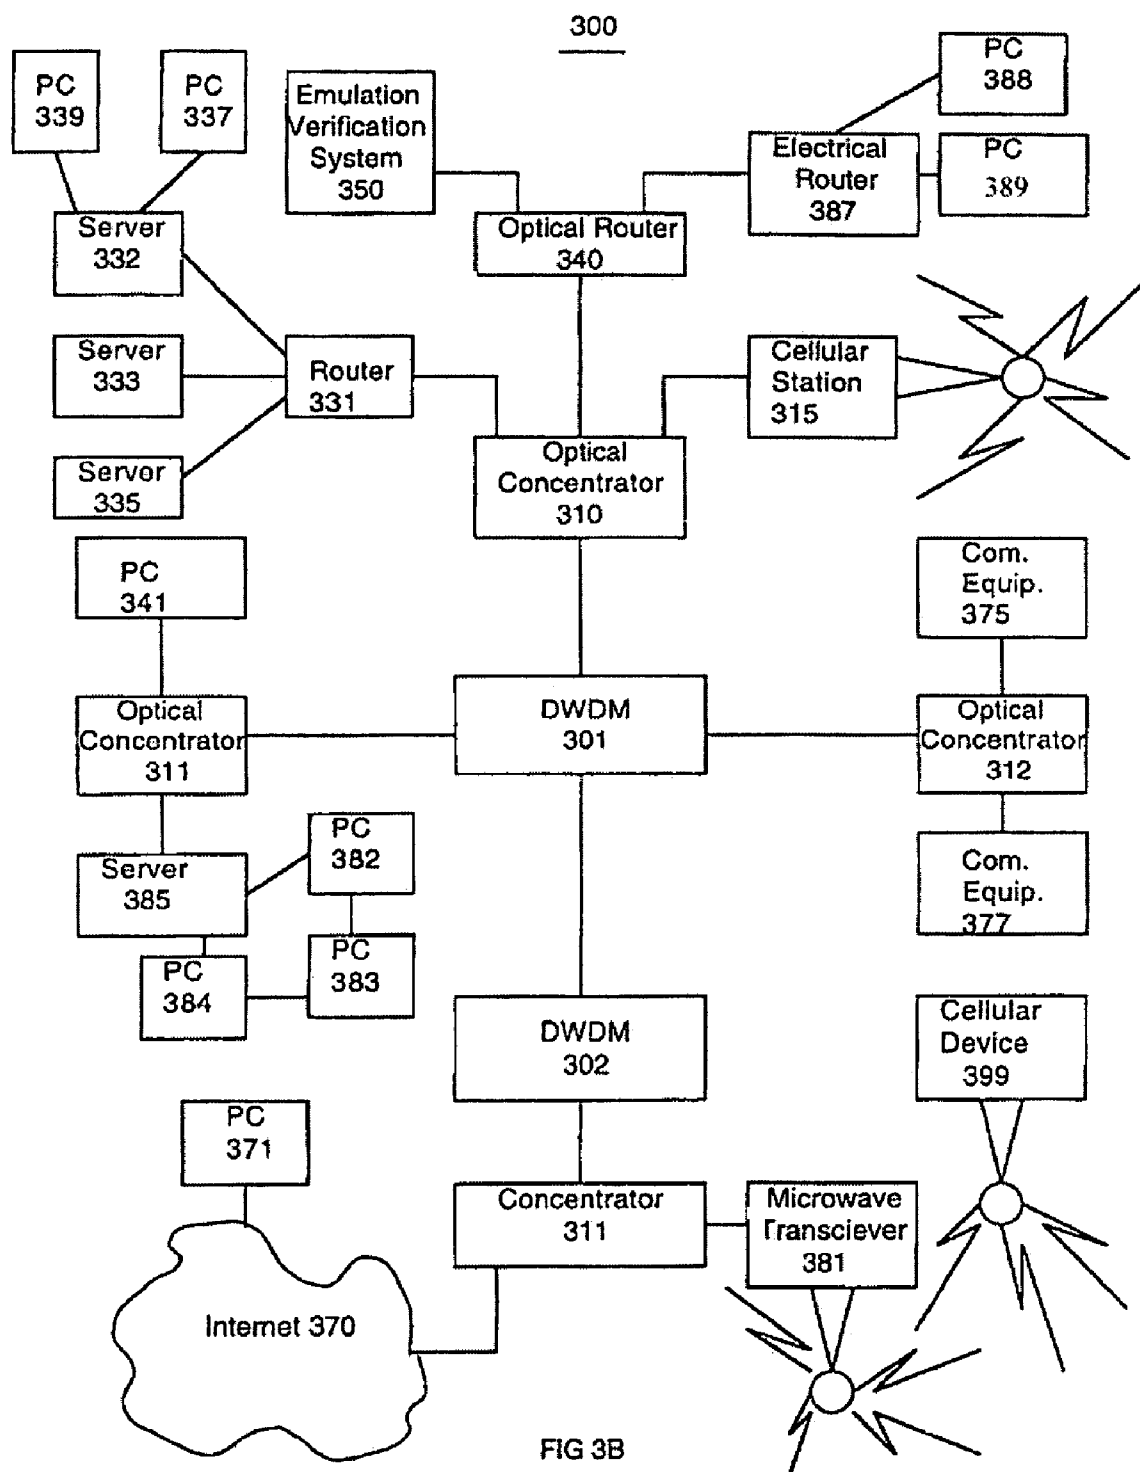 300
PC
339
PC
337
Emulation
Verification
System
350
PC
388
Electrical
Router
387
PC
389
Server
332
Optical Router
340
Server
333
Router
331
Cellular
Station
315
Server
335
Optical
Concentrator
310
PC
341
Com.
Equip.
375
Optical
Concentrator
311
DWDM
301
Optical
Concentrator
312
Server
385
PC
382
Com.
Equip.
377
PC
384
PC
383
DWDM
302
Cellular
Device
399
PC
371
Concentrator
311
Microwave
Transciever
381
Internet 370
FIG 3B